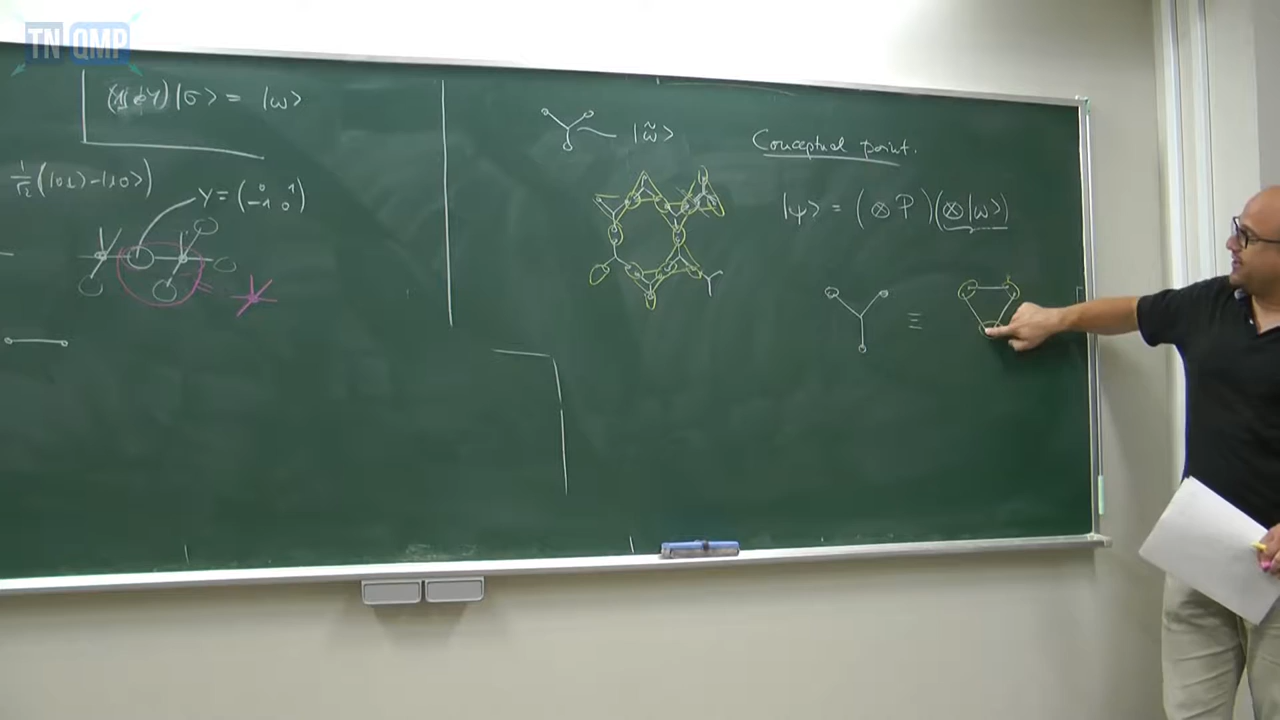 TN QMP
(𝟙⊗Y)|σ> = |ω>
1/√2 (|01> − |10>)
Y = (0 1
−1 0)
|ω̃>
Conceptual point.
|ψ> = (⊗ P)(⊗|ω>)
≡